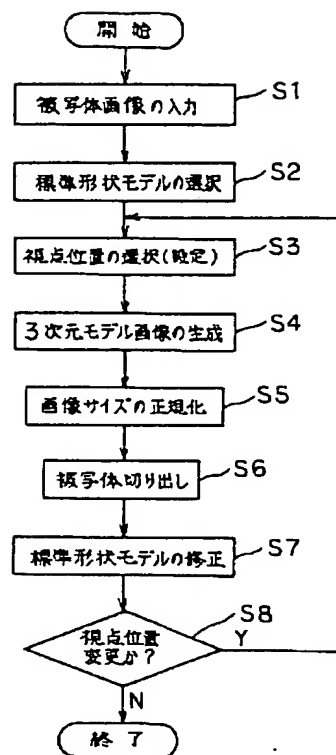 開始
被写体画像の入力
S1
標準形状モデルの選択
S2
視点位置の選択(設定)
S3
3次元モデル画像の生成
S4
画像サイズの正規化
S5
被写体切り出し
S6
標準形状モデルの修正
S7
視点位置
変更か?
S8
Y
N
終了